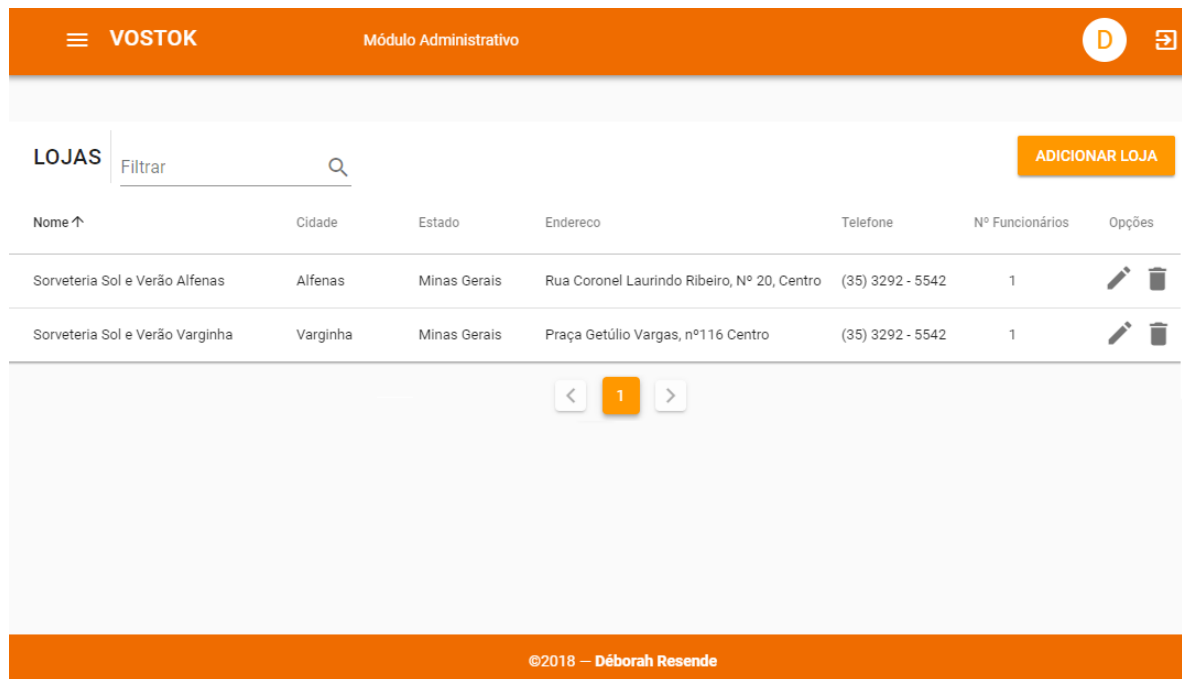 VOSTOK Módulo Administrativo D
LOJAS Filtrar ADICIONAR LOJA
Nome Cidade Estado Endereco Telefone Nº Funcionários Opções
Sorveteria Sol e Verão Alfenas Alfenas Minas Gerais Rua Coronel Laurindo Ribeiro, Nº 20, Centro (35) 3292 - 5542 1
Sorveteria Sol e Verão Varginha Varginha Minas Gerais Praça Getúlio Vargas, nº116 Centro (35) 3292 - 5542 1
1
©2018 — Déborah Resende